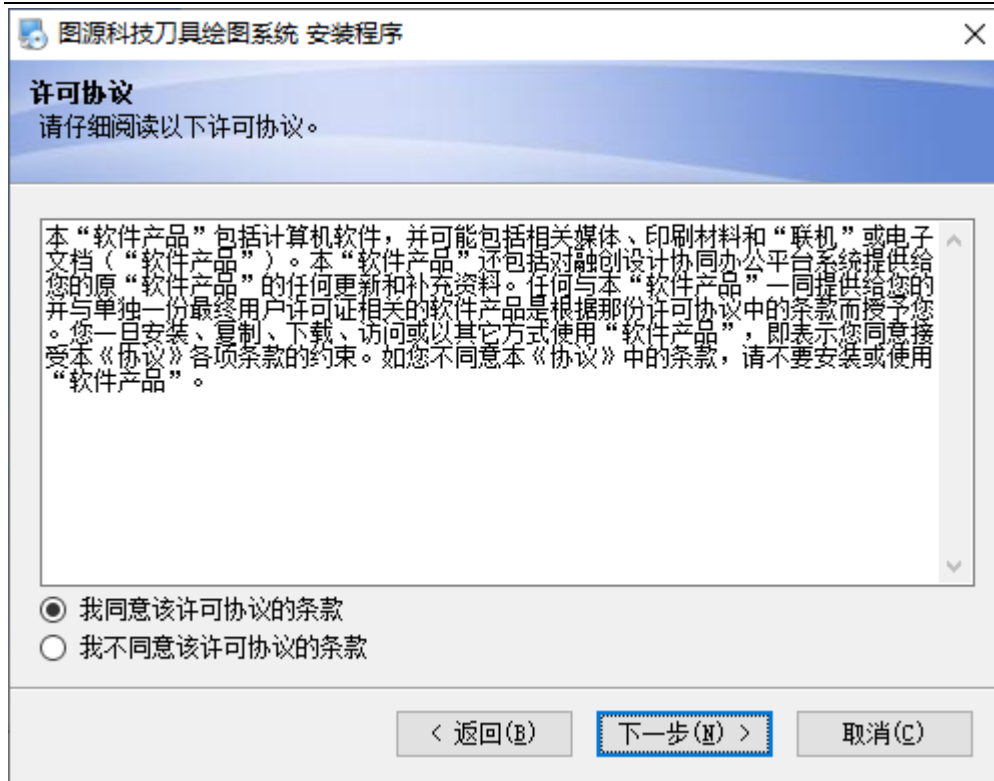 图源科技刀具绘图系统 安装程序
许可协议
请仔细阅读以下许可协议。
本“软件产品”包括计算机软件，并可能包括相关媒体、印刷材料和“联机”或电子
文档（“软件产品”）。本“软件产品”还包括对融创设计协同办公平台系统提供给
您的原“软件产品”的任何更新和补充资料。任何与本“软件产品”一同提供给您的
并与单独一份最终用户许可证相关的软件产品是根据那份许可协议中的条款而授予您
。您一旦安装、复制、下载、访问或以其它方式使用“软件产品”，即表示您同意接
受本《协议》各项条款的约束。如您不同意本《协议》中的条款，请不要安装或使用
“软件产品”。
我同意该许可协议的条款
我不同意该许可协议的条款
< 返回(B)
下一步(N) >
取消(C)